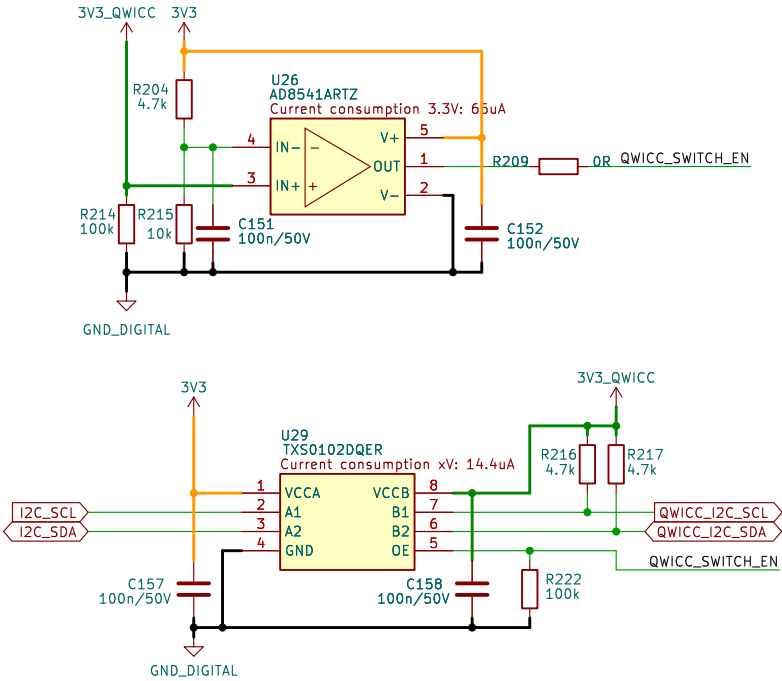 3V3_QWICC
3V3
R204
4.7k
U26
AD8541ARTZ
Current consumption 3.3V: 65uA
4
IN-
-
3
IN+
+
V+
5
OUT
1
V-
2
R209
0R
QWICC_SWITCH_EN
R214
100k
R215
10k
C151
100n/50V
C152
100n/50V
GND_DIGITAL
3V3
3V3_QWICC
U29
TXS0102DQER
Current consumption xV: 14.4uA
R216
4.7k
R217
4.7k
1
VCCA
VCCB
8
I2C_SCL
2
A1
B1
7
QWICC_I2C_SCL
I2C_SDA
3
A2
B2
6
QWICC_I2C_SDA
4
GND
OE
5
QWICC_SWITCH_EN
C157
100n/50V
C158
100n/50V
R222
100k
GND_DIGITAL